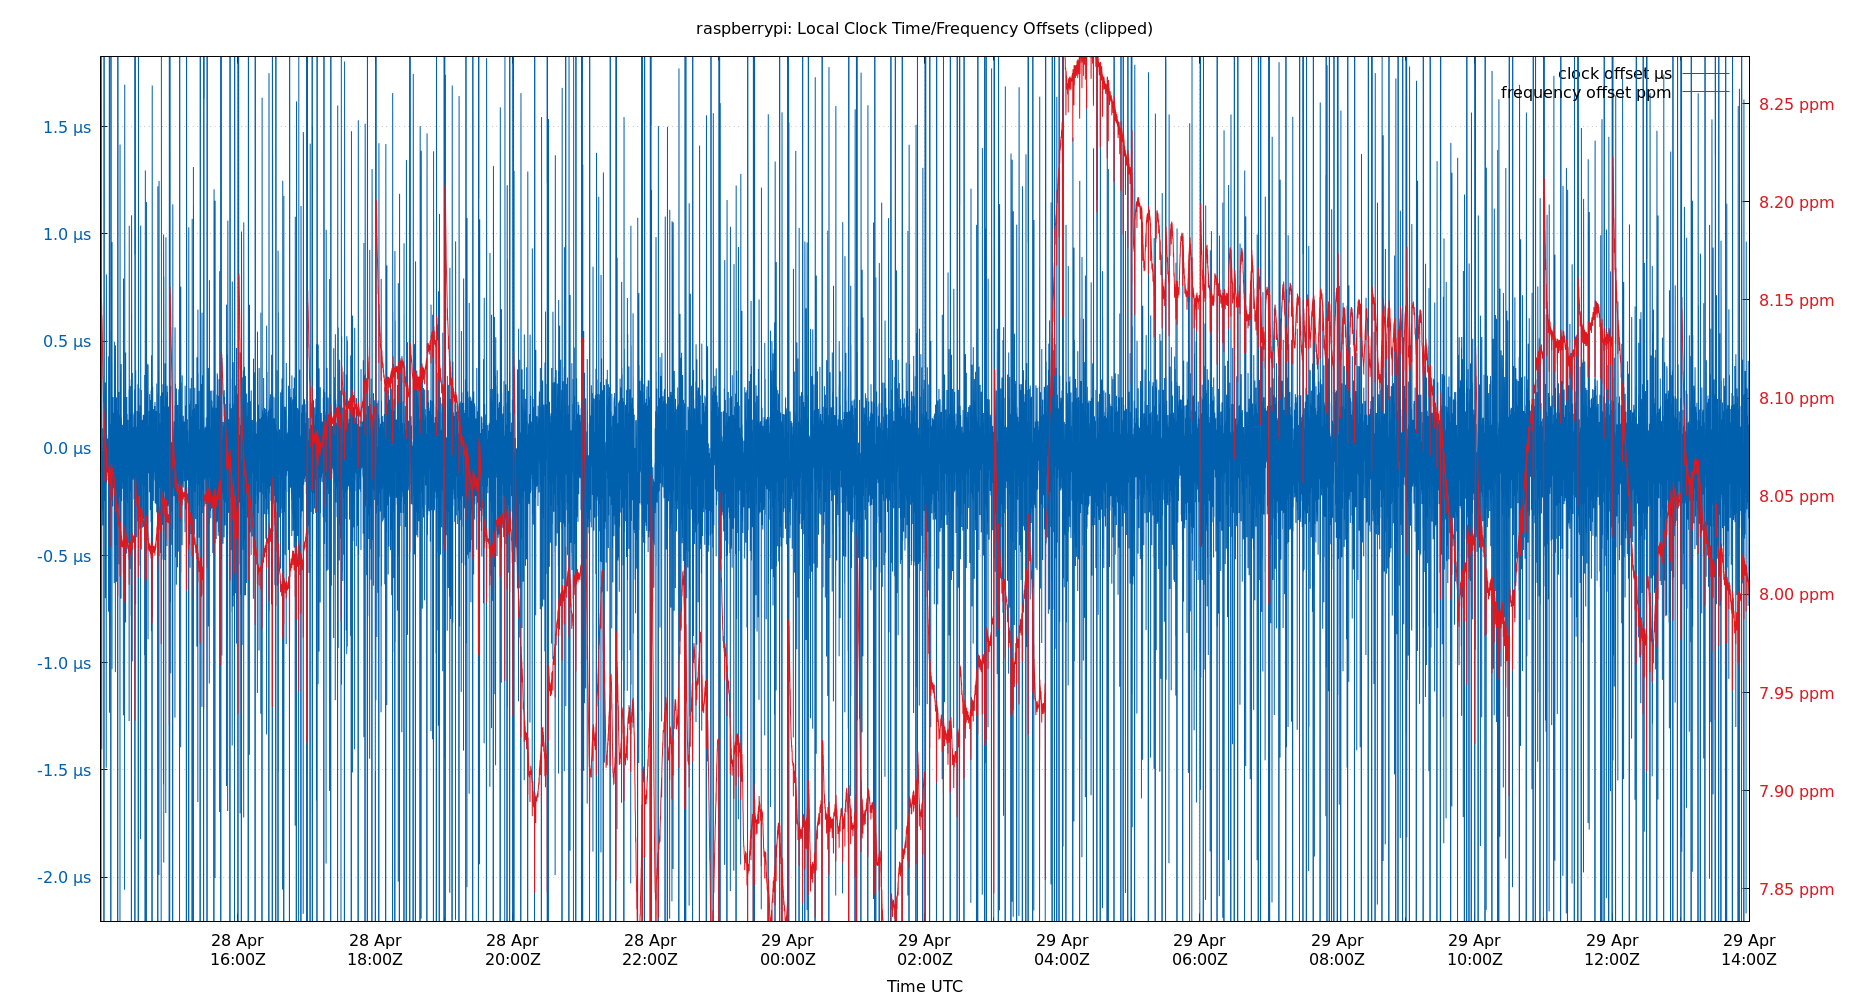 raspberrypi: Local Clock Time/Frequency Offsets (clipped)
clock offset µs
frequency offset ppm
1.5 µs
1.0 µs
0.5 µs
0.0 µs
-0.5 µs
-1.0 µs
-1.5 µs
-2.0 µs
8.25 ppm
8.20 ppm
8.15 ppm
8.10 ppm
8.05 ppm
8.00 ppm
7.95 ppm
7.90 ppm
7.85 ppm
28 Apr
16:00Z
28 Apr
18:00Z
28 Apr
20:00Z
28 Apr
22:00Z
29 Apr
00:00Z
29 Apr
02:00Z
29 Apr
04:00Z
29 Apr
06:00Z
29 Apr
08:00Z
29 Apr
10:00Z
29 Apr
12:00Z
29 Apr
14:00Z
Time UTC